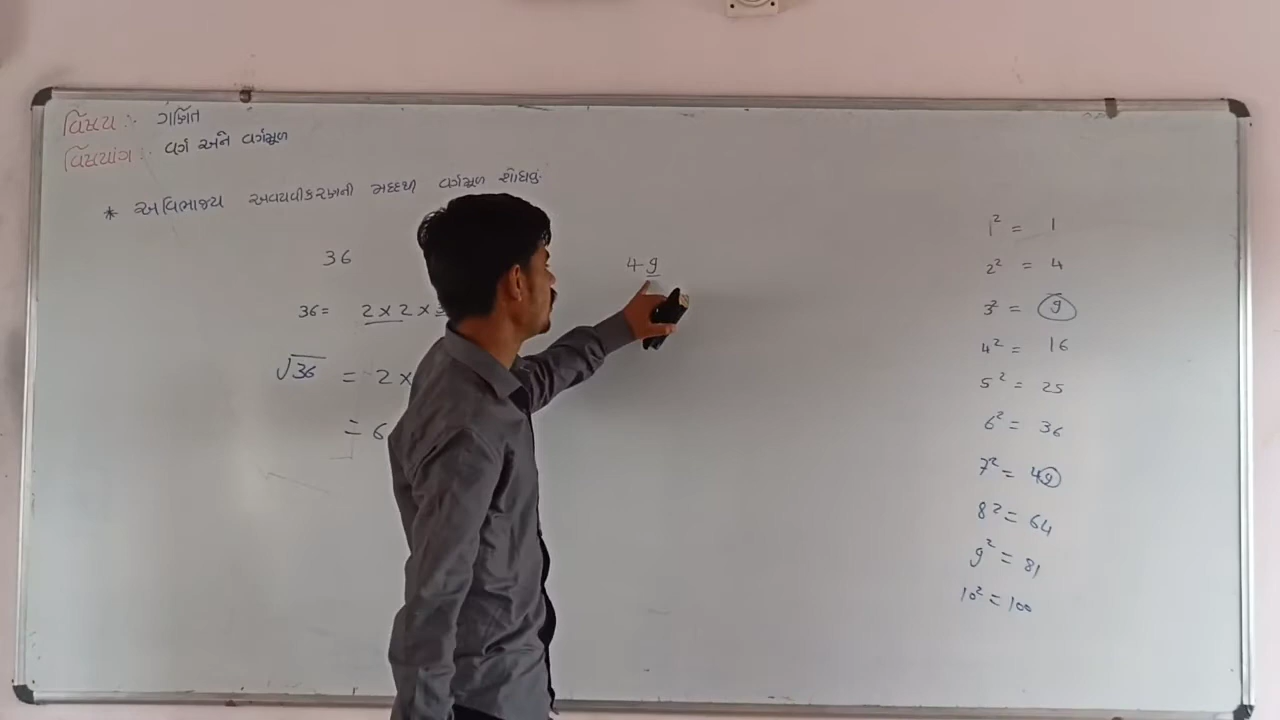 વિષય :- ગણિત
વિષયાંગ :- વર્ગ અને વર્ગમૂળ
* અવિભાજ્ય અવયવીકરણની મદદથી વર્ગમૂળ શોધવું.
36
36 = 2 × 2 ×
√36 = 2 ×
= 6
49
1² = 1
2² = 4
3² = 9
4² = 16
5² = 25
6² = 36
7² = 49
8² = 64
9² = 81
10² = 100